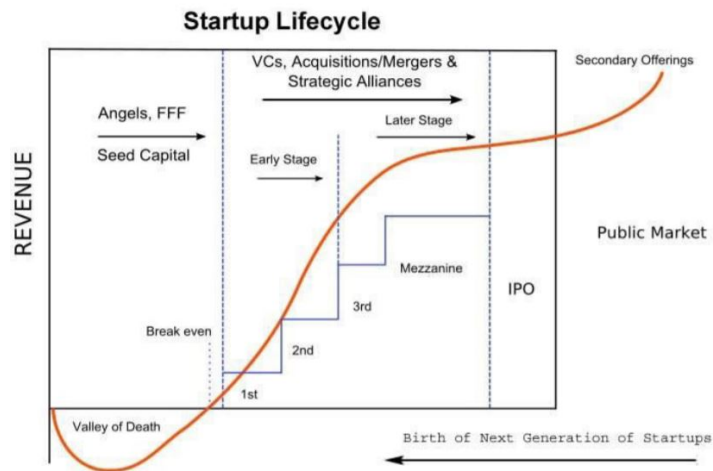 Startup Lifecycle
VCs, Acquisitions/Mergers &
Strategic Alliances
Secondary Offerings
Angels, FFF
Seed Capital
Later Stage
Early Stage
REVENUE
Public Market
Mezzanine
IPO
3rd
Break even
2nd
1st
Valley of Death
Birth of Next Generation of Startups